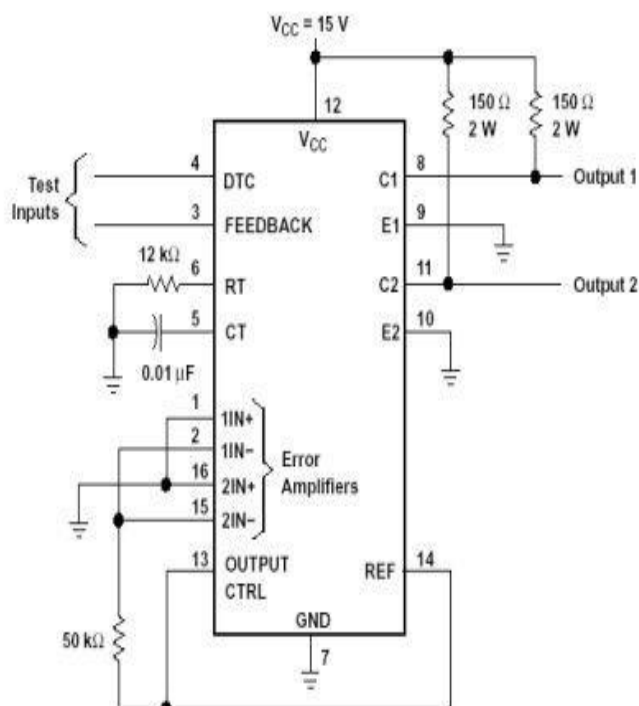 VCC = 15 V
12
VCC
150 Ω
2 W
150 Ω
2 W
Test
Inputs
4
DTC
3
FEEDBACK
12 kΩ
6
RT
5
CT
0.01 µF
1
1IN+
2
1IN−
16
2IN+
15
2IN−
Error
Amplifiers
13
OUTPUT
CTRL
50 kΩ
C1
8
Output 1
E1
9
C2
11
Output 2
E2
10
REF
14
GND
7